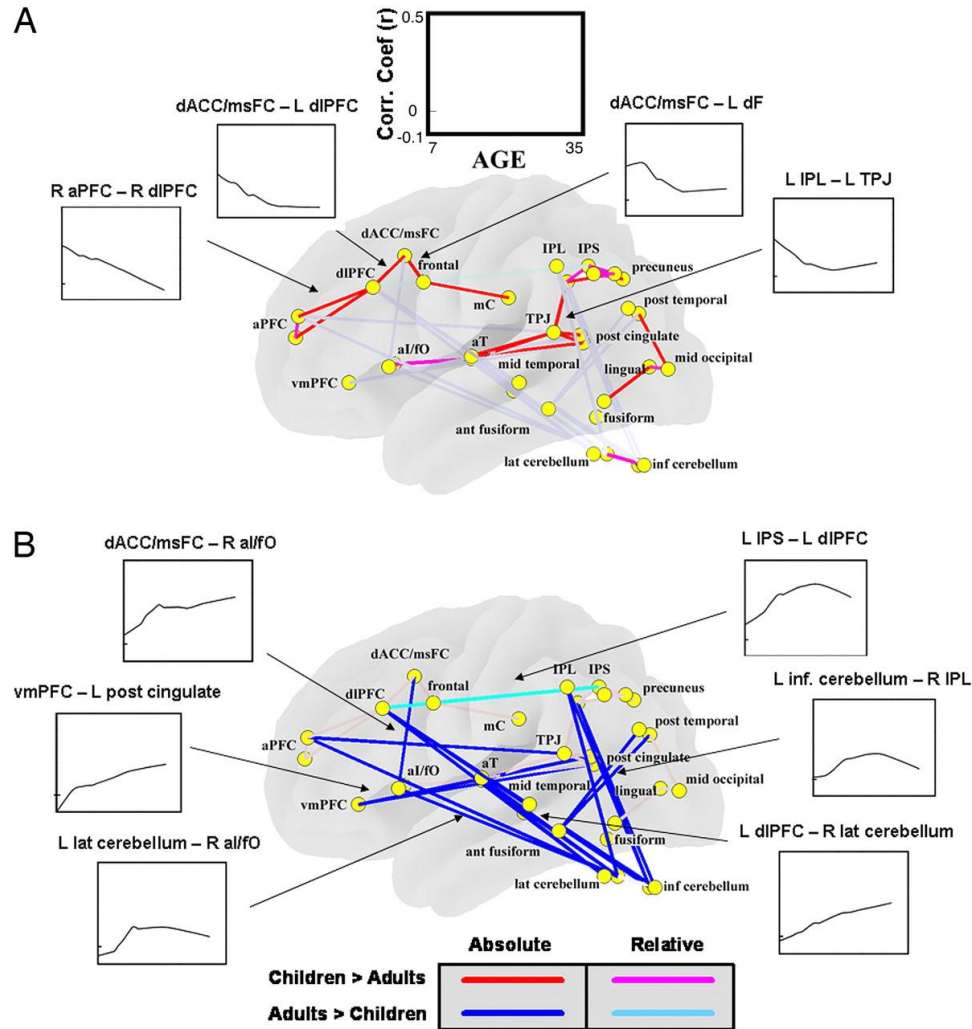 A
Corr. Coef (r)
0.5
0
-0.1
7
35
AGE
dACC/msFC – L dlPFC
dACC/msFC – L dF
R aPFC – R dlPFC
L IPL – L TPJ
dACC/msFC
frontal
dlPFC
mC
aPFC
IPL
IPS
precuneus
post temporal
TPJ
post cingulate
aI/fO
aT
mid temporal
mid occipital
lingual
vmPFC
ant fusiform
fusiform
lat cerebellum
inf cerebellum
B
dACC/msFC – R aI/fO
L IPS – L dlPFC
vmPFC – L post cingulate
L inf. cerebellum – R IPL
L lat cerebellum – R aI/fO
L dlPFC – R lat cerebellum
dACC/msFC
IPL
IPS
dlPFC
frontal
precuneus
mC
post temporal
aPFC
TPJ
post cingulate
aI/fO
aT
mid temporal
mid occipital
lingual
vmPFC
ant fusiform
fusiform
lat cerebellum
inf cerebellum
Absolute
Relative
Children > Adults
Adults > Children